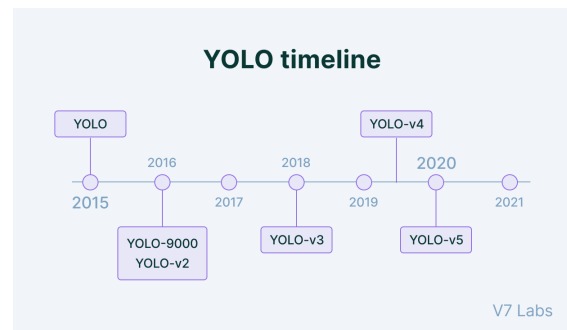 YOLO timeline
YOLO
YOLO-v4
2016
2018
2020
2015
2017
2019
2021
YOLO-9000
YOLO-v2
YOLO-v3
YOLO-v5
V7 Labs